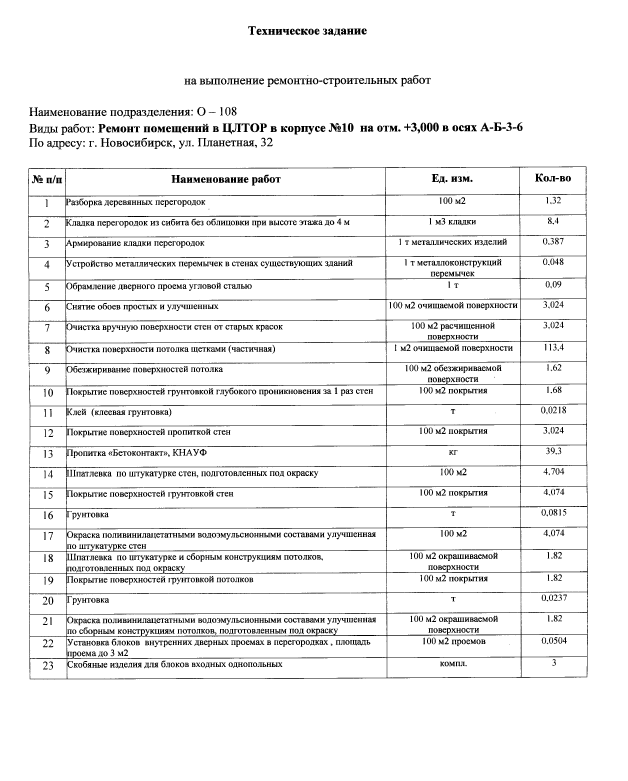 Техническое задание
на выполнение ремонтно-строительных работ
Наименование подразделения: О – 108
Виды работ: Ремонт помещений в ЦЛТОР в корпусе №10 на отм. +3,000 в осях А-Б-3-6
По адресу: г. Новосибирск, ул. Планетная, 32
№ п/п Наименование работ Ед. изм. Кол-во
1 Разборка деревянных перегородок 100 м2 1,32
2 Кладка перегородок из сибита без облицовки при высоте этажа до 4 м 1 м3 кладки 8,4
3 Армирование кладки перегородок 1 т металлических изделий 0,387
4 Устройство металлических перемычек в стенах существующих зданий 1 т металлоконструкций 0,048
перемычек
5 Обрамление дверного проема угловой сталью 1 т 0,09
6 Снятие обоев простых и улучшенных 100 м2 очищаемой поверхности 3,024
7 Очистка вручную поверхности стен от старых красок 100 м2 расчищенной 3,024
поверхности
8 Очистка поверхности потолка щетками (частичная) 1 м2 очищаемой поверхности 113,4
9 Обезжиривание поверхностей потолка 100 м2 обезжириваемой 1.62
поверхности
10 Покрытие поверхностей грунтовкой глубокого проникновения за 1 раз стен 100 м2 покрытия 1.68
11 Клей (клеевая грунтовка) т 0,0218
12 Покрытие поверхностей пропиткой стен 100 м2 покрытия 3,024
13 Пропитка «Бетоконтакт», КНАУФ кг 39,3
14 Шпатлевка по штукатурке стен, подготовленных под окраску 100 м2 4,704
15 Покрытие поверхностей грунтовкой стен 100 м2 покрытия 4,074
16 Грунтовка т 0,0815
17 Окраска поливинилацетатными водоэмульсионными составами улучшенная 100 м2 4,074
по штукатурке стен
18 Шпатлевка по штукатурке и сборным конструкциям потолков, 100 м2 окрашиваемой 1.82
подготовленных под окраску поверхности
19 Покрытие поверхностей грунтовкой потолков 100 м2 покрытия 1.82
20 Грунтовка т 0,0237
21 Окраска поливинилацетатными водоэмульсионными составами улучшенная 100 м2 окрашиваемой 1.82
по сборным конструкциям потолков, подготовленным под окраску поверхности
22 Установка блоков внутренних дверных проемах в перегородках , площадь 100 м2 проемов 0,0504
проема до 3 м2
23 Скобяные изделия для блоков входных однопольных компл. 3